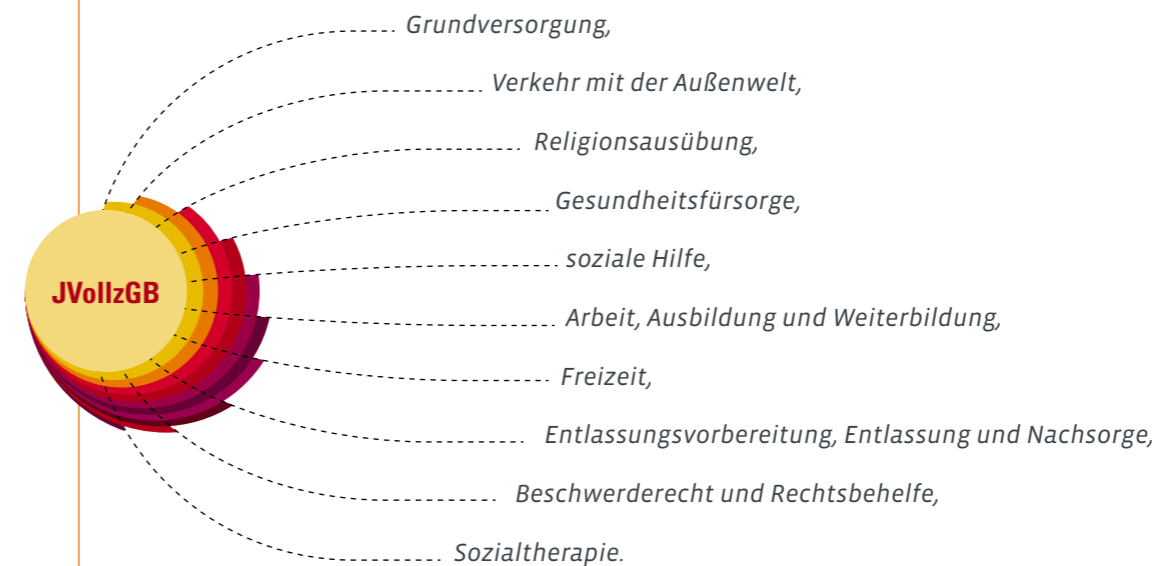 Grundversorgung,
Verkehr mit der Außenwelt,
Religionsausübung,
Gesundheitsfürsorge,
soziale Hilfe,
JVollzGB
Arbeit, Ausbildung und Weiterbildung,
Freizeit,
Entlassungsvorbereitung, Entlassung und Nachsorge,
Beschwerderecht und Rechtsbehelfe,
Sozialtherapie.